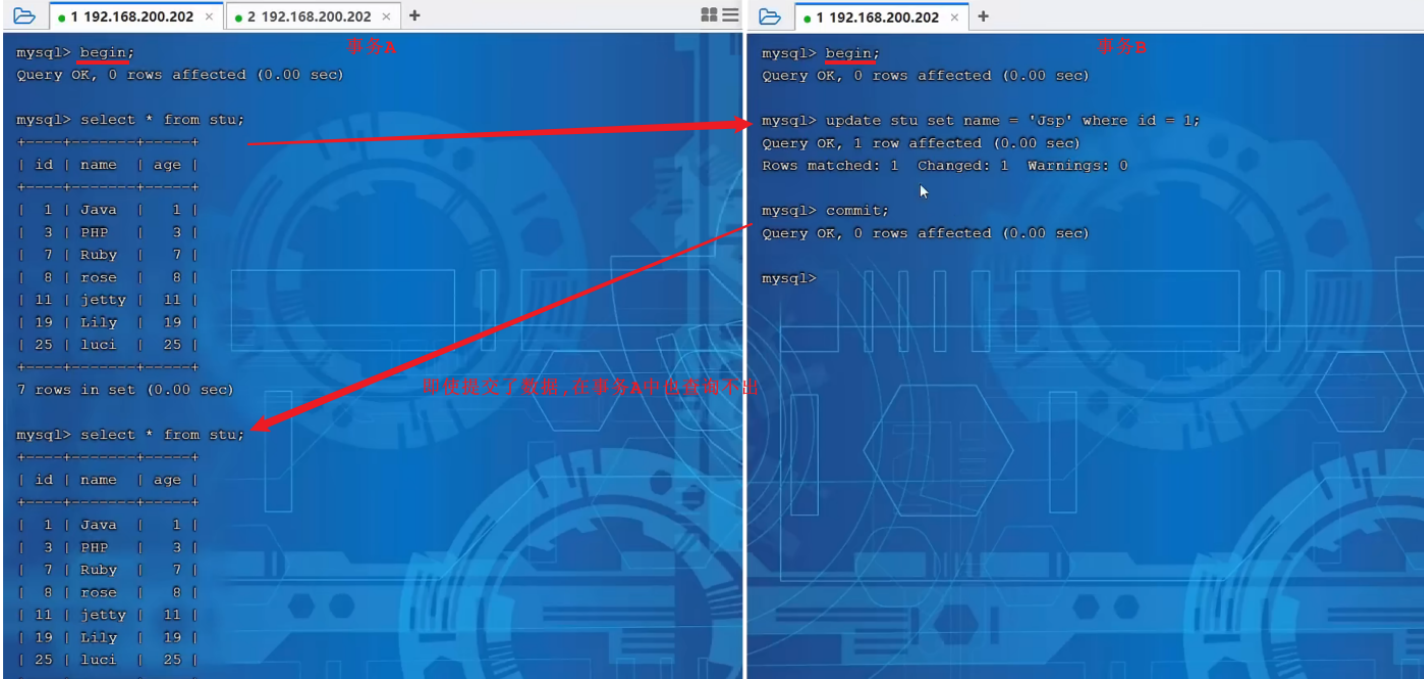 1 192.168.200.202 ×
2 192.168.200.202 × +
事务A
mysql> begin;
Query OK, 0 rows affected (0.00 sec)
mysql> select * from stu;
+----+-------+-----+
| id | name | age |
+----+-------+-----+
| 1 | Java | 1 |
| 3 | PHP | 3 |
| 7 | Ruby | 7 |
| 8 | rose | 8 |
| 11 | jetty | 11 |
| 19 | Lily | 19 |
| 25 | luci | 25 |
+----+-------+-----+
7 rows in set (0.00 sec)
即使提交了数据,在事务A中也查询不出
mysql> select * from stu;
+----+-------+-----+
| id | name | age |
+----+-------+-----+
| 1 | Java | 1 |
| 3 | PHP | 3 |
| 7 | Ruby | 7 |
| 8 | rose | 8 |
| 11 | jetty | 11 |
| 19 | Lily | 19 |
| 25 | luci | 25 |
1 192.168.200.202 × +
事务B
mysql> begin;
Query OK, 0 rows affected (0.00 sec)
mysql> update stu set name = 'Jsp' where id = 1;
Query OK, 1 row affected (0.00 sec)
Rows matched: 1 Changed: 1 Warnings: 0
mysql> commit;
Query OK, 0 rows affected (0.00 sec)
mysql>